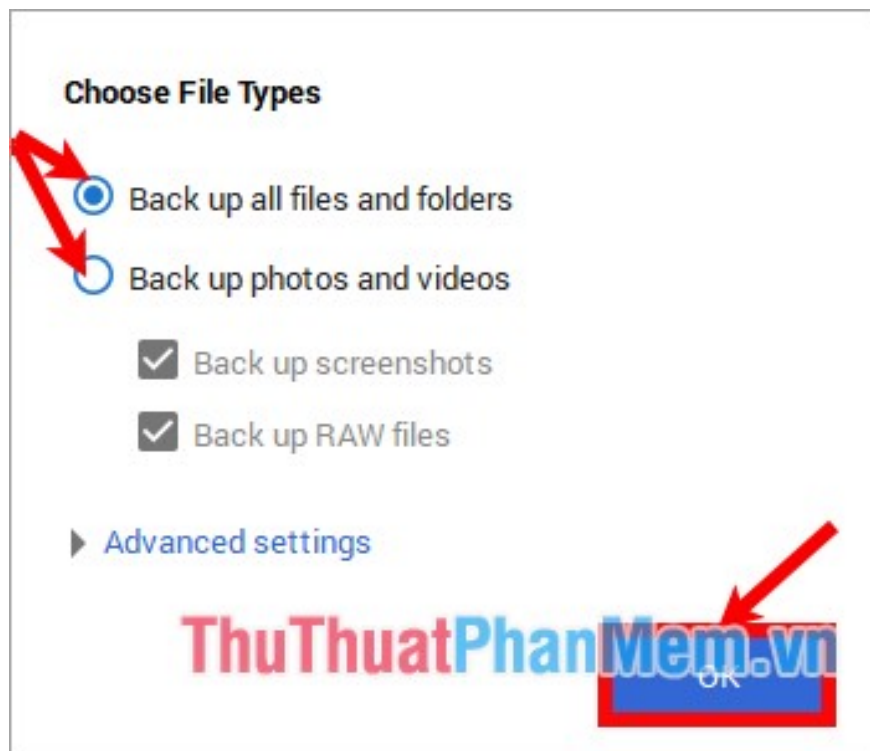 Choose File Types
Back up all files and folders
Back up photos and videos
Back up screenshots
Back up RAW files
Advanced settings
ThuThuatPhanMem.vn
OK